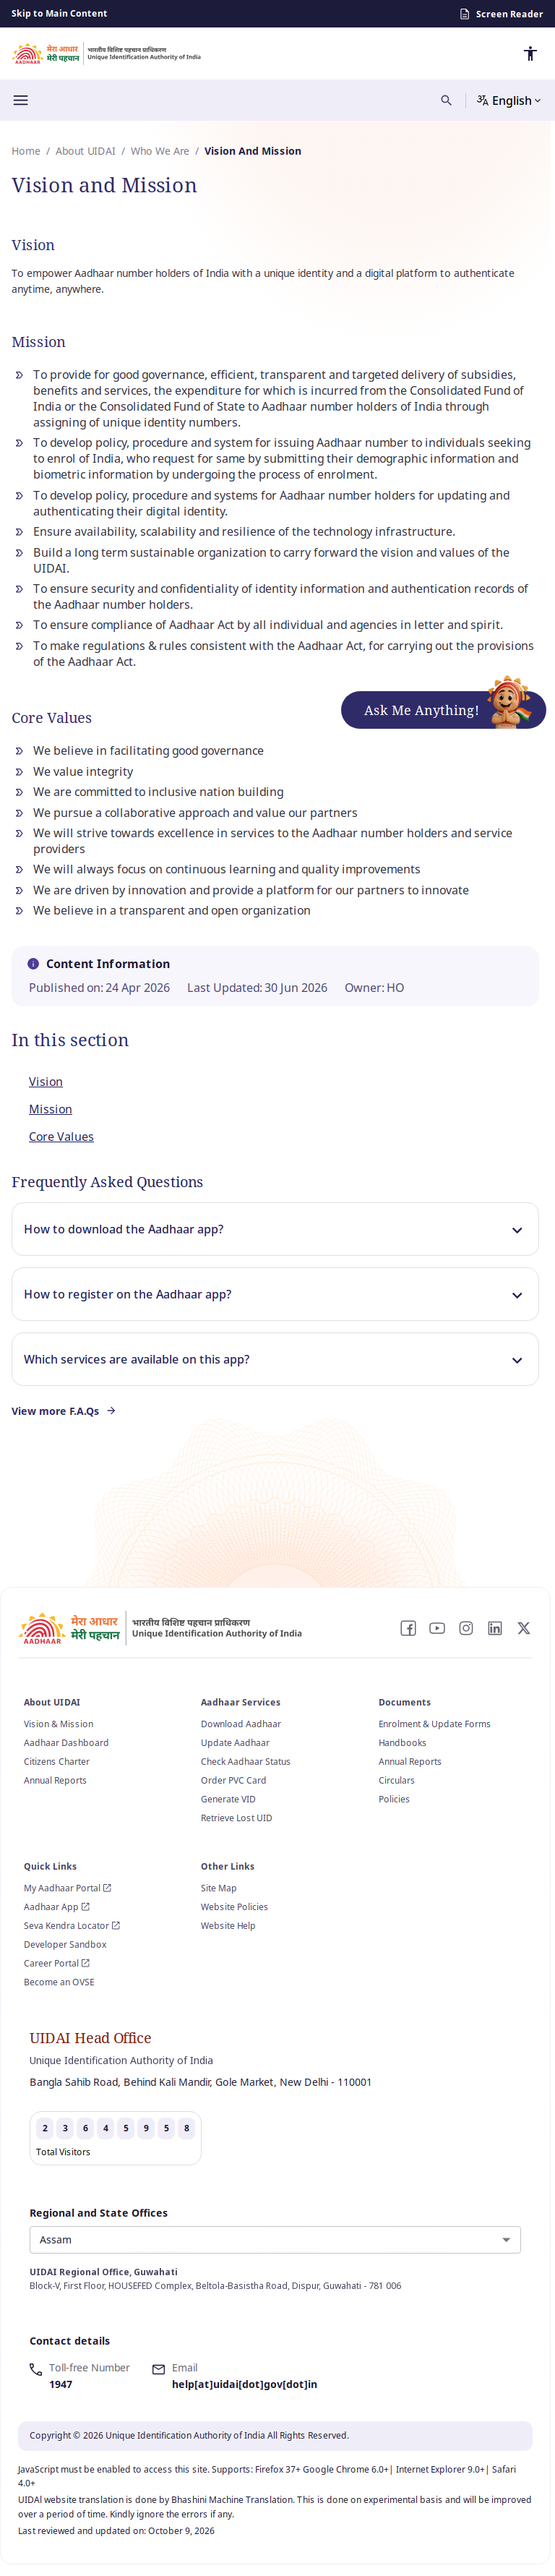 Skip to Main Content
Screen Reader
मेरा आधार
मेरी पहचान
भारतीय विशिष्ट पहचान प्राधिकरण
Unique Identification Authority of India
AADHAAR
English
Home / About UIDAI / Who We Are / Vision And Mission
Vision and Mission
Vision
To empower Aadhaar number holders of India with a unique identity and a digital platform to authenticate
anytime, anywhere.
Mission
To provide for good governance, efficient, transparent and targeted delivery of subsidies,
benefits and services, the expenditure for which is incurred from the Consolidated Fund of
India or the Consolidated Fund of State to Aadhaar number holders of India through
assigning of unique identity numbers.
To develop policy, procedure and system for issuing Aadhaar number to individuals seeking
to enrol of India, who request for same by submitting their demographic information and
biometric information by undergoing the process of enrolment.
To develop policy, procedure and systems for Aadhaar number holders for updating and
authenticating their digital identity.
Ensure availability, scalability and resilience of the technology infrastructure.
Build a long term sustainable organization to carry forward the vision and values of the
UIDAI.
To ensure security and confidentiality of identity information and authentication records of
the Aadhaar number holders.
To ensure compliance of Aadhaar Act by all individual and agencies in letter and spirit.
To make regulations & rules consistent with the Aadhaar Act, for carrying out the provisions
of the Aadhaar Act.
Ask Me Anything!
Core Values
We believe in facilitating good governance
We value integrity
We are committed to inclusive nation building
We pursue a collaborative approach and value our partners
We will strive towards excellence in services to the Aadhaar number holders and service
providers
We will always focus on continuous learning and quality improvements
We are driven by innovation and provide a platform for our partners to innovate
We believe in a transparent and open organization
Content Information
Published on: 24 Apr 2026 Last Updated: 30 Jun 2026 Owner: HO
In this section
Vision
Mission
Core Values
Frequently Asked Questions
How to download the Aadhaar app?
How to register on the Aadhaar app?
Which services are available on this app?
View more F.A.Qs
मेरा आधार
मेरी पहचान
भारतीय विशिष्ट पहचान प्राधिकरण
Unique Identification Authority of India
AADHAAR
About UIDAI
Vision & Mission
Aadhaar Dashboard
Citizens Charter
Annual Reports
Aadhaar Services
Download Aadhaar
Update Aadhaar
Check Aadhaar Status
Order PVC Card
Generate VID
Retrieve Lost UID
Documents
Enrolment & Update Forms
Handbooks
Annual Reports
Circulars
Policies
Quick Links
My Aadhaar Portal
Aadhaar App
Seva Kendra Locator
Developer Sandbox
Career Portal
Become an OVSE
Other Links
Site Map
Website Policies
Website Help
UIDAI Head Office
Unique Identification Authority of India
Bangla Sahib Road, Behind Kali Mandir, Gole Market, New Delhi - 110001
2 3 6 4 5 9 5 8
Total Visitors
Regional and State Offices
Assam
UIDAI Regional Office, Guwahati
Block-V, First Floor, HOUSEFED Complex, Beltola-Basistha Road, Dispur, Guwahati - 781 006
Contact details
Toll-free Number
1947
Email
help[at]uidai[dot]gov[dot]in
Copyright © 2026 Unique Identification Authority of India All Rights Reserved.
JavaScript must be enabled to access this site. Supports: Firefox 37+ Google Chrome 6.0+| Internet Explorer 9.0+| Safari
4.0+
UIDAI website translation is done by Bhashini Machine Translation. This is done on experimental basis and will be improved
over a period of time. Kindly ignore the errors if any.
Last reviewed and updated on: October 9, 2026